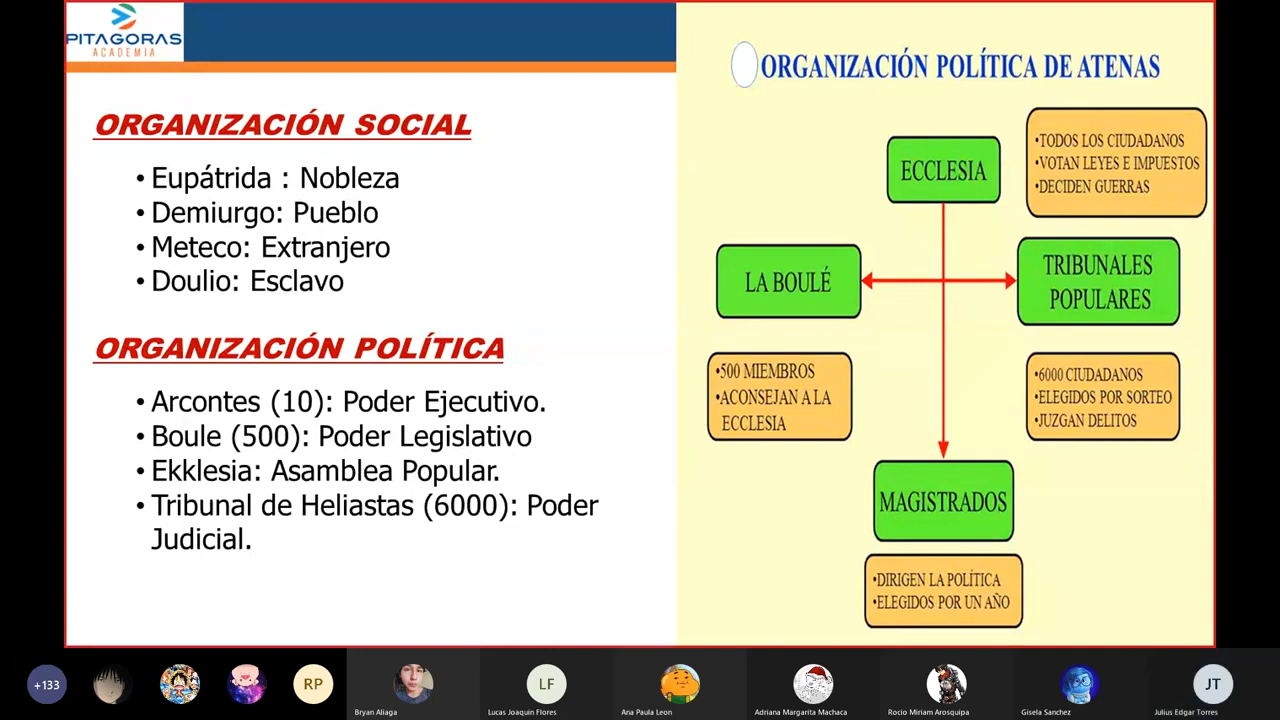 PITAGORAS
ACADEMIA
ORGANIZACIÓN SOCIAL
• Eupátrida : Nobleza
• Demiurgo: Pueblo
• Meteco: Extranjero
• Doulio: Esclavo
ORGANIZACIÓN POLÍTICA
• Arcontes (10): Poder Ejecutivo.
• Boule (500): Poder Legislativo
• Ekklesia: Asamblea Popular.
• Tribunal de Heliastas (6000): Poder
Judicial.
ORGANIZACIÓN POLÍTICA DE ATENAS
ECCLESIA
•TODOS LOS CIUDADANOS
•VOTAN LEYES E IMPUESTOS
•DECIDEN GUERRAS
LA BOULÉ
TRIBUNALES
POPULARES
•500 MIEMBROS
•ACONSEJAN A LA
ECCLESIA
•6000 CIUDADANOS
•ELEGIDOS POR SORTEO
•JUZGAN DELITOS
MAGISTRADOS
•DIRIGEN LA POLÍTICA
•ELEGIDOS POR UN AÑO
+133
RP
Bryan Aliaga
LF
Lucas Joaquin Flores
Ana Paula Leon
Adriana Margarita Machaca
Rocio Miriam Arosquipa
Gisela Sanchez
JT
Julius Edgar Torres